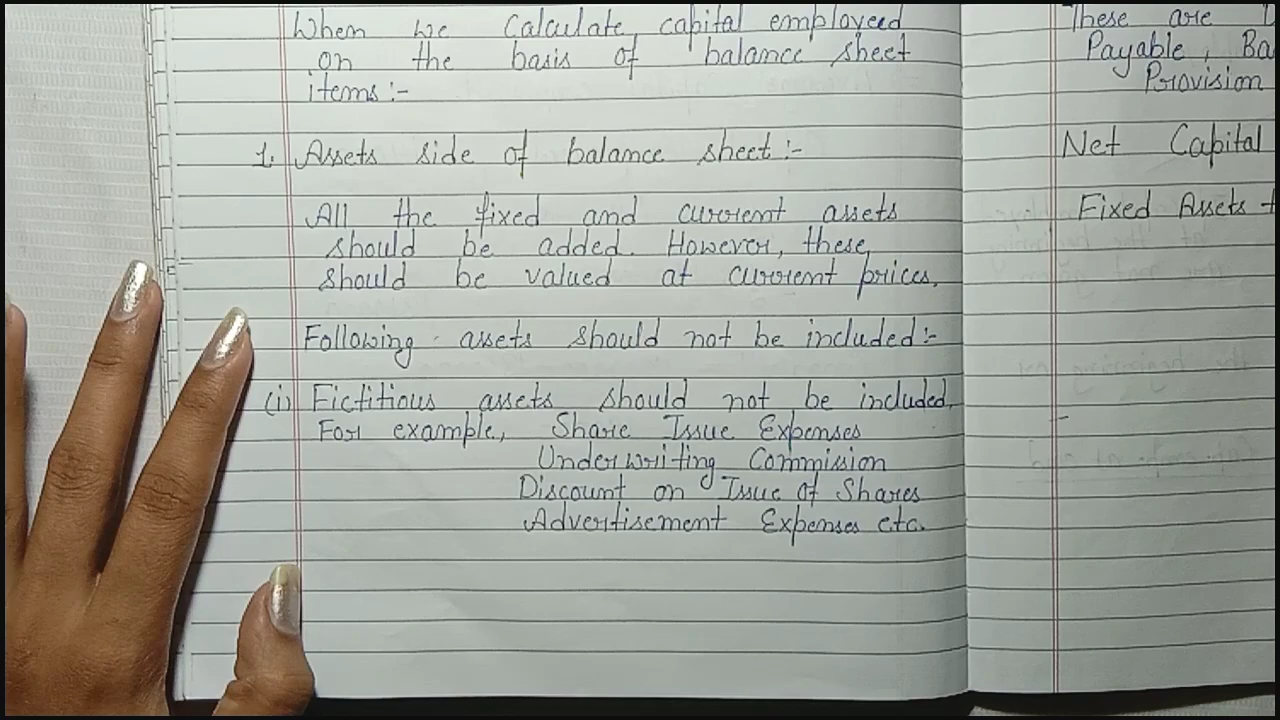 When we Calculate capital employeed
on the basis of balance sheet
items :-
1. Assets side of balance sheet :-
All the fixed and current assets
should be added. However, these
should be valued at current prices.
Following assets should not be included :-
(i) Fictitious assets should not be included.
For example, Share Issue Expenses
Underwriting Commission
Discount on Issue of Shares
Advertisement Expenses etc.
These are
Payable, Ba
Provision
Net Capital
Fixed Assets +